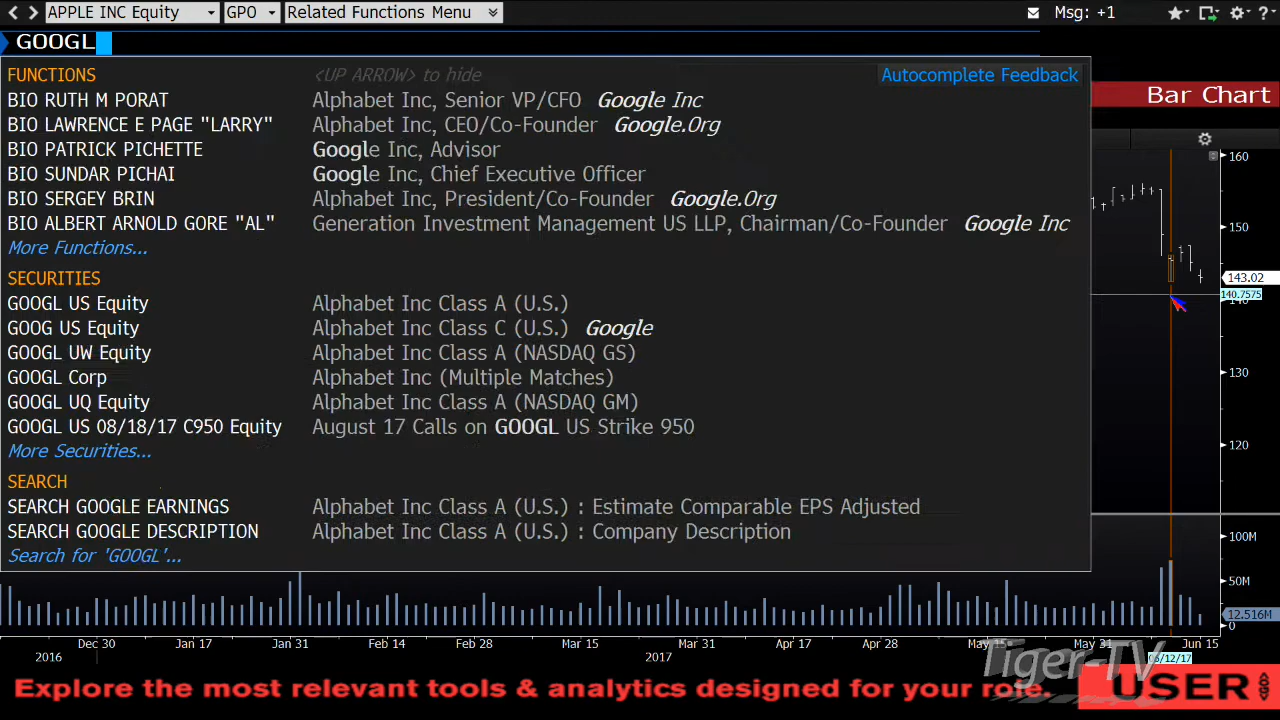 APPLE INC Equity GPO Related Functions Menu Msg: +1
GOOGL
FUNCTIONS <UP ARROW> to hide Autocomplete Feedback
BIO RUTH M PORAT Alphabet Inc, Senior VP/CFO Google Inc
BIO LAWRENCE E PAGE "LARRY" Alphabet Inc, CEO/Co-Founder Google.Org
BIO PATRICK PICHETTE Google Inc, Advisor
BIO SUNDAR PICHAI Google Inc, Chief Executive Officer
BIO SERGEY BRIN Alphabet Inc, President/Co-Founder Google.Org
BIO ALBERT ARNOLD GORE "AL" Generation Investment Management US LLP, Chairman/Co-Founder Google Inc
More Functions...
SECURITIES
GOOGL US Equity Alphabet Inc Class A (U.S.)
GOOG US Equity Alphabet Inc Class C (U.S.) Google
GOOGL UW Equity Alphabet Inc Class A (NASDAQ GS)
GOOGL Corp Alphabet Inc (Multiple Matches)
GOOGL UQ Equity Alphabet Inc Class A (NASDAQ GM)
GOOGL US 08/18/17 C950 Equity August 17 Calls on GOOGL US Strike 950
More Securities...
SEARCH
SEARCH GOOGLE EARNINGS Alphabet Inc Class A (U.S.) : Estimate Comparable EPS Adjusted
SEARCH GOOGLE DESCRIPTION Alphabet Inc Class A (U.S.) : Company Description
Search for 'GOOGL'...
Bar Chart
160
150
143.02
140.7575
140
130
120
100M
50M
12.516M
0
Dec 30 Jan 17 Jan 31 Feb 14 Feb 28 Mar 15 Mar 31 Apr 14 Apr 28 May 15 May 31 Jun 15
2016 2017 06/12/17
Tiger-TV
Explore the most relevant tools & analytics designed for your role. USER